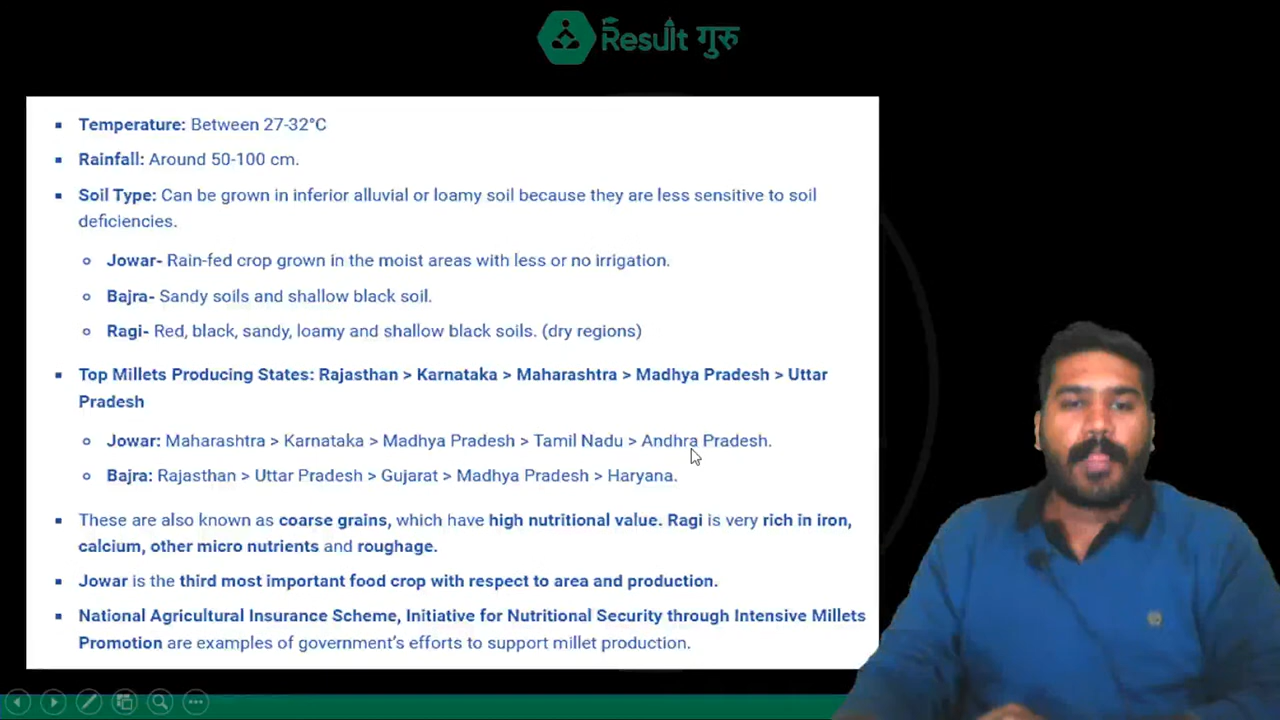 Result गुरु
Temperature: Between 27-32°C
Rainfall: Around 50-100 cm.
Soil Type: Can be grown in inferior alluvial or loamy soil because they are less sensitive to soil
deficiencies.
Jowar- Rain-fed crop grown in the moist areas with less or no irrigation.
Bajra- Sandy soils and shallow black soil.
Ragi- Red, black, sandy, loamy and shallow black soils. (dry regions)
Top Millets Producing States: Rajasthan > Karnataka > Maharashtra > Madhya Pradesh > Uttar
Pradesh
Jowar: Maharashtra > Karnataka > Madhya Pradesh > Tamil Nadu > Andhra Pradesh.
Bajra: Rajasthan > Uttar Pradesh > Gujarat > Madhya Pradesh > Haryana.
These are also known as coarse grains, which have high nutritional value. Ragi is very rich in iron,
calcium, other micro nutrients and roughage.
Jowar is the third most important food crop with respect to area and production.
National Agricultural Insurance Scheme, Initiative for Nutritional Security through Intensive Millets
Promotion are examples of government's efforts to support millet production.